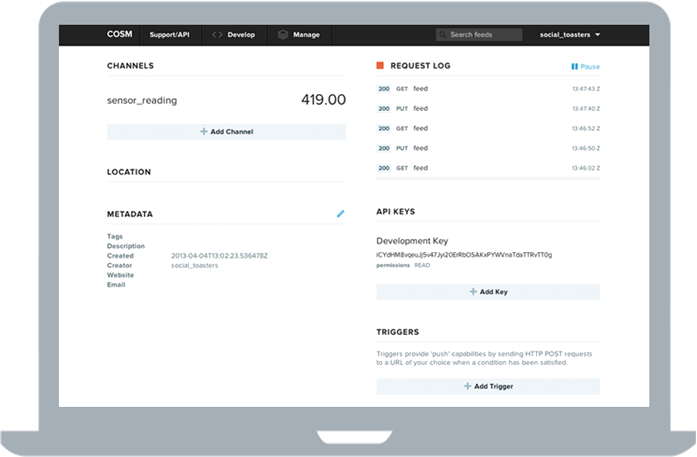 COSM Support/API Develop Manage Search feeds social_toasters
CHANNELS
sensor_reading 419.00
Add Channel
LOCATION
METADATA
Tags
Description
Created 2013-04-04T13:02:23.536478Z
Creator social_toasters
Website
Email
REQUEST LOG Pause
200 GET feed 13:47:43 Z
200 PUT feed 13:47:40 Z
200 GET feed 13:46:52 Z
200 PUT feed 13:46:50 Z
200 GET feed 13:46:02 Z
API KEYS
Development Key
iCYdHM8vqeuJj5v47Jyi20ErRbOSAKxPYWVnaTdaTTRvTT0g
permissions READ
Add Key
TRIGGERS
Triggers provide 'push' capabilities by sending HTTP POST requests
to a URL of your choice when a condition has been satisfied.
Add Trigger